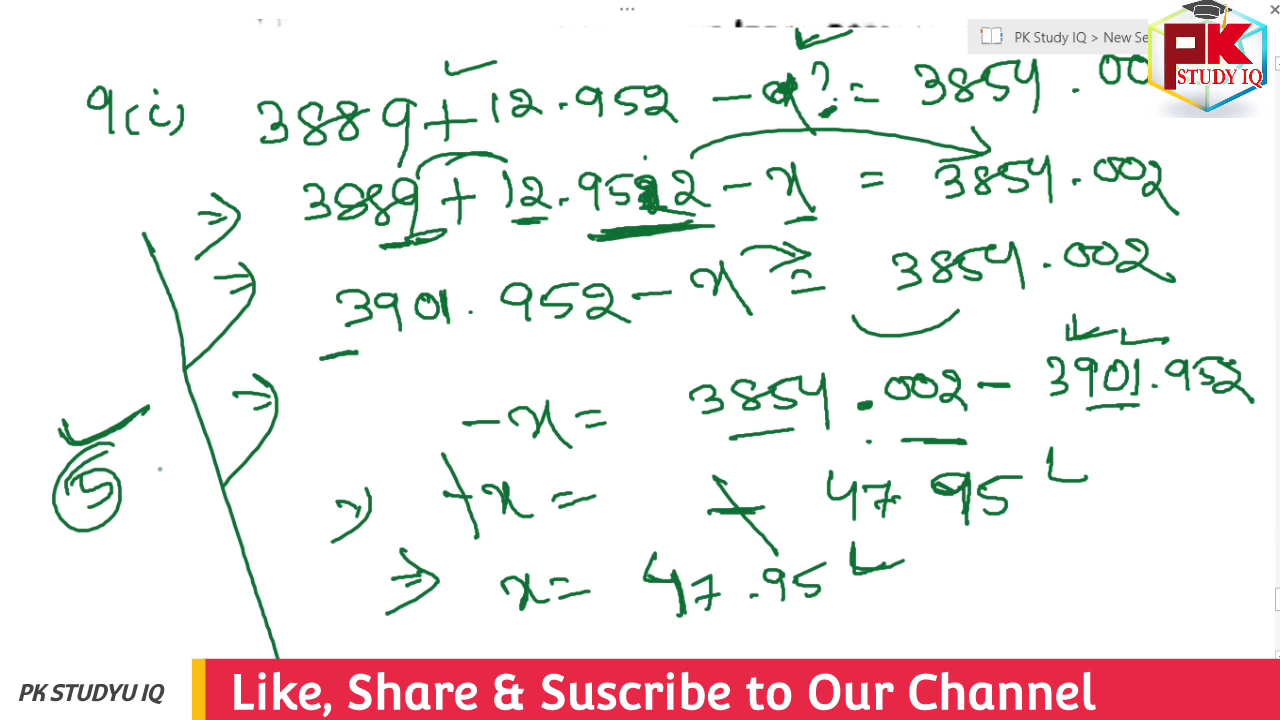 PK Study IQ > New Se
PK
STUDY IQ
9(i) 3889 + 12.952 - ? = 3854.00
⇒ 3889 + 12.952 - x = 3854.002
⇒ 3901.952 - x = 3854.002
⇒ -x = 3854.002 - 3901.952
⇒ -x = - 47 95
⇒ x = 47.95
5
PK STUDYU IQ
Like, Share & Suscribe to Our Channel